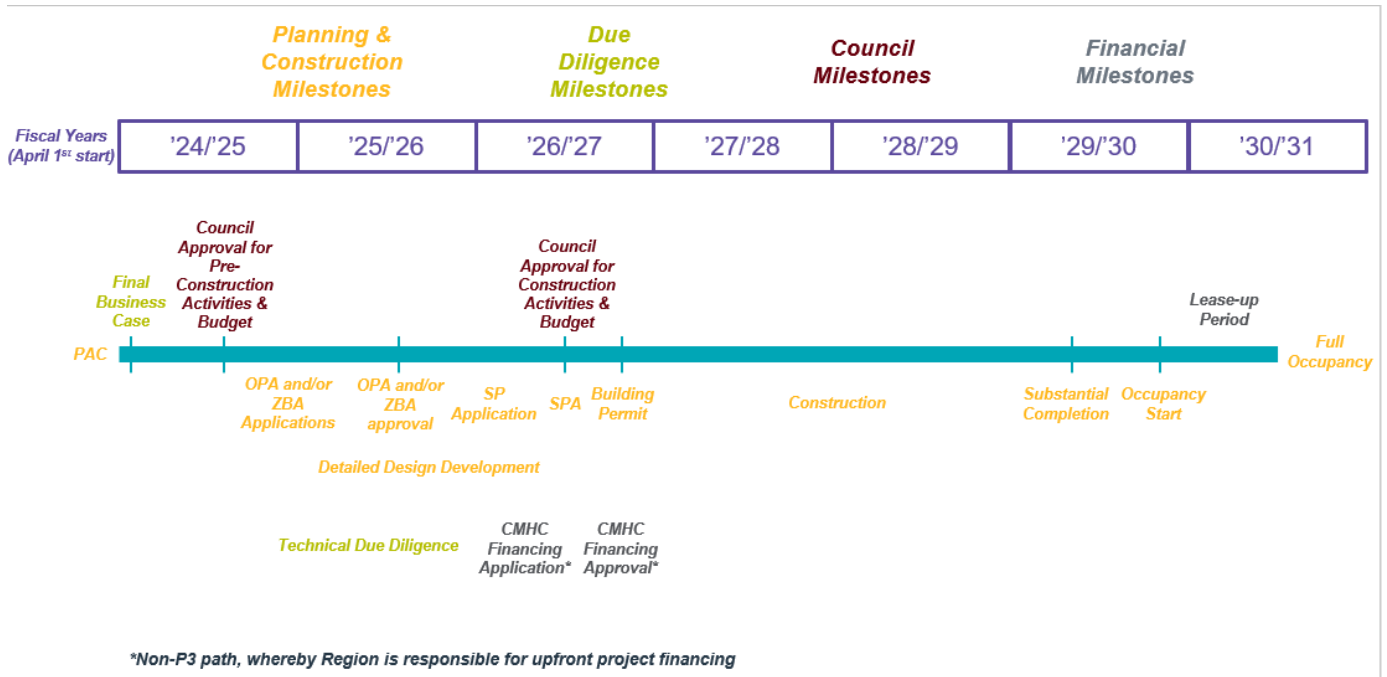 Planning &
Construction
Milestones
Due
Diligence
Milestones
Council
Milestones
Financial
Milestones
Fiscal Years
(April 1st start)
'24/'25
'25/'26
'26/'27
'27/'28
'28/'29
'29/'30
'30/'31
Final
Business
Case
Council
Approval for
Pre-
Construction
Activities &
Budget
Council
Approval for
Construction
Activities &
Budget
Lease-up
Period
PAC
Full
Occupancy
OPA and/or
ZBA
Applications
OPA and/or
ZBA
approval
SP
Application
SPA
Building
Permit
Construction
Substantial
Completion
Occupancy
Start
Detailed Design Development
Technical Due Diligence
CMHC
Financing
Application*
CMHC
Financing
Approval*
*Non-P3 path, whereby Region is responsible for upfront project financing